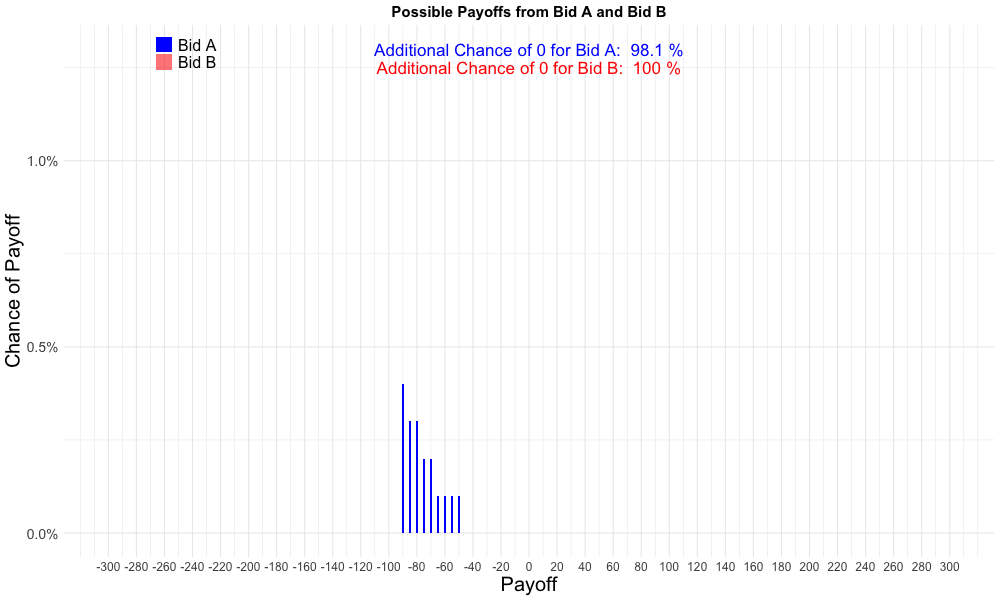 Possible Payoffs from Bid A and Bid B
Bid A
Bid B
Additional Chance of 0 for Bid A:  98.1 %
Additional Chance of 0 for Bid B:  100 %
Chance of Payoff
1.0%
0.5%
0.0%
-300 -280 -260 -240 -220 -200 -180 -160 -140 -120 -100 -80 -60 -40 -20 0 20 40 60 80 100 120 140 160 180 200 220 240 260 280 300
Payoff